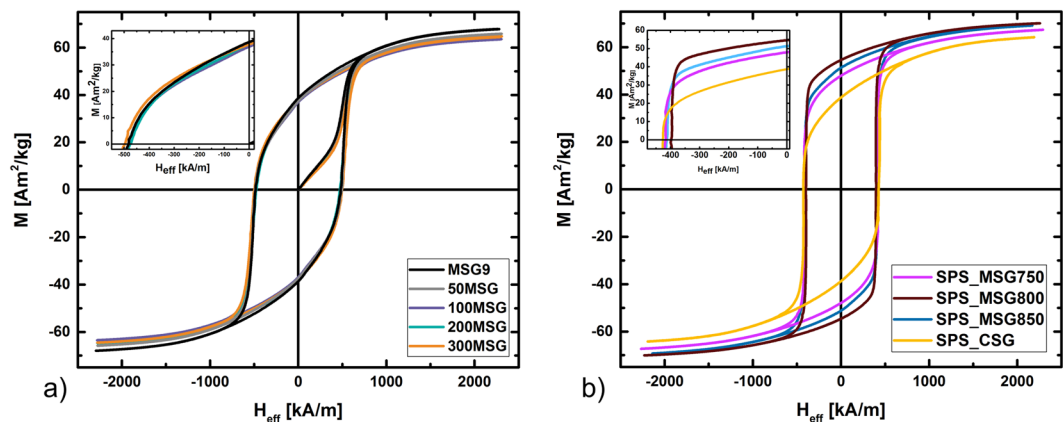 60
40
20
0
-20
-40
-60
M [Am²/kg]
-2000 -1000 0 1000 2000
H_eff [kA/m]
a)
40
30
20
10
0
M [Am²/kg]
-500 -400 -300 -200 -100 0
H_eff [kA/m]
MSG9
50MSG
100MSG
200MSG
300MSG
60
40
20
0
-20
-40
-60
M [Am²/kg]
-2000 -1000 0 1000 2000
H_eff [kA/m]
b)
60
50
40
30
20
10
0
M [Am²/kg]
-500 -400 -300 -200 -100 0
H_eff [kA/m]
SPS_MSG750
SPS_MSG800
SPS_MSG850
SPS_CSG